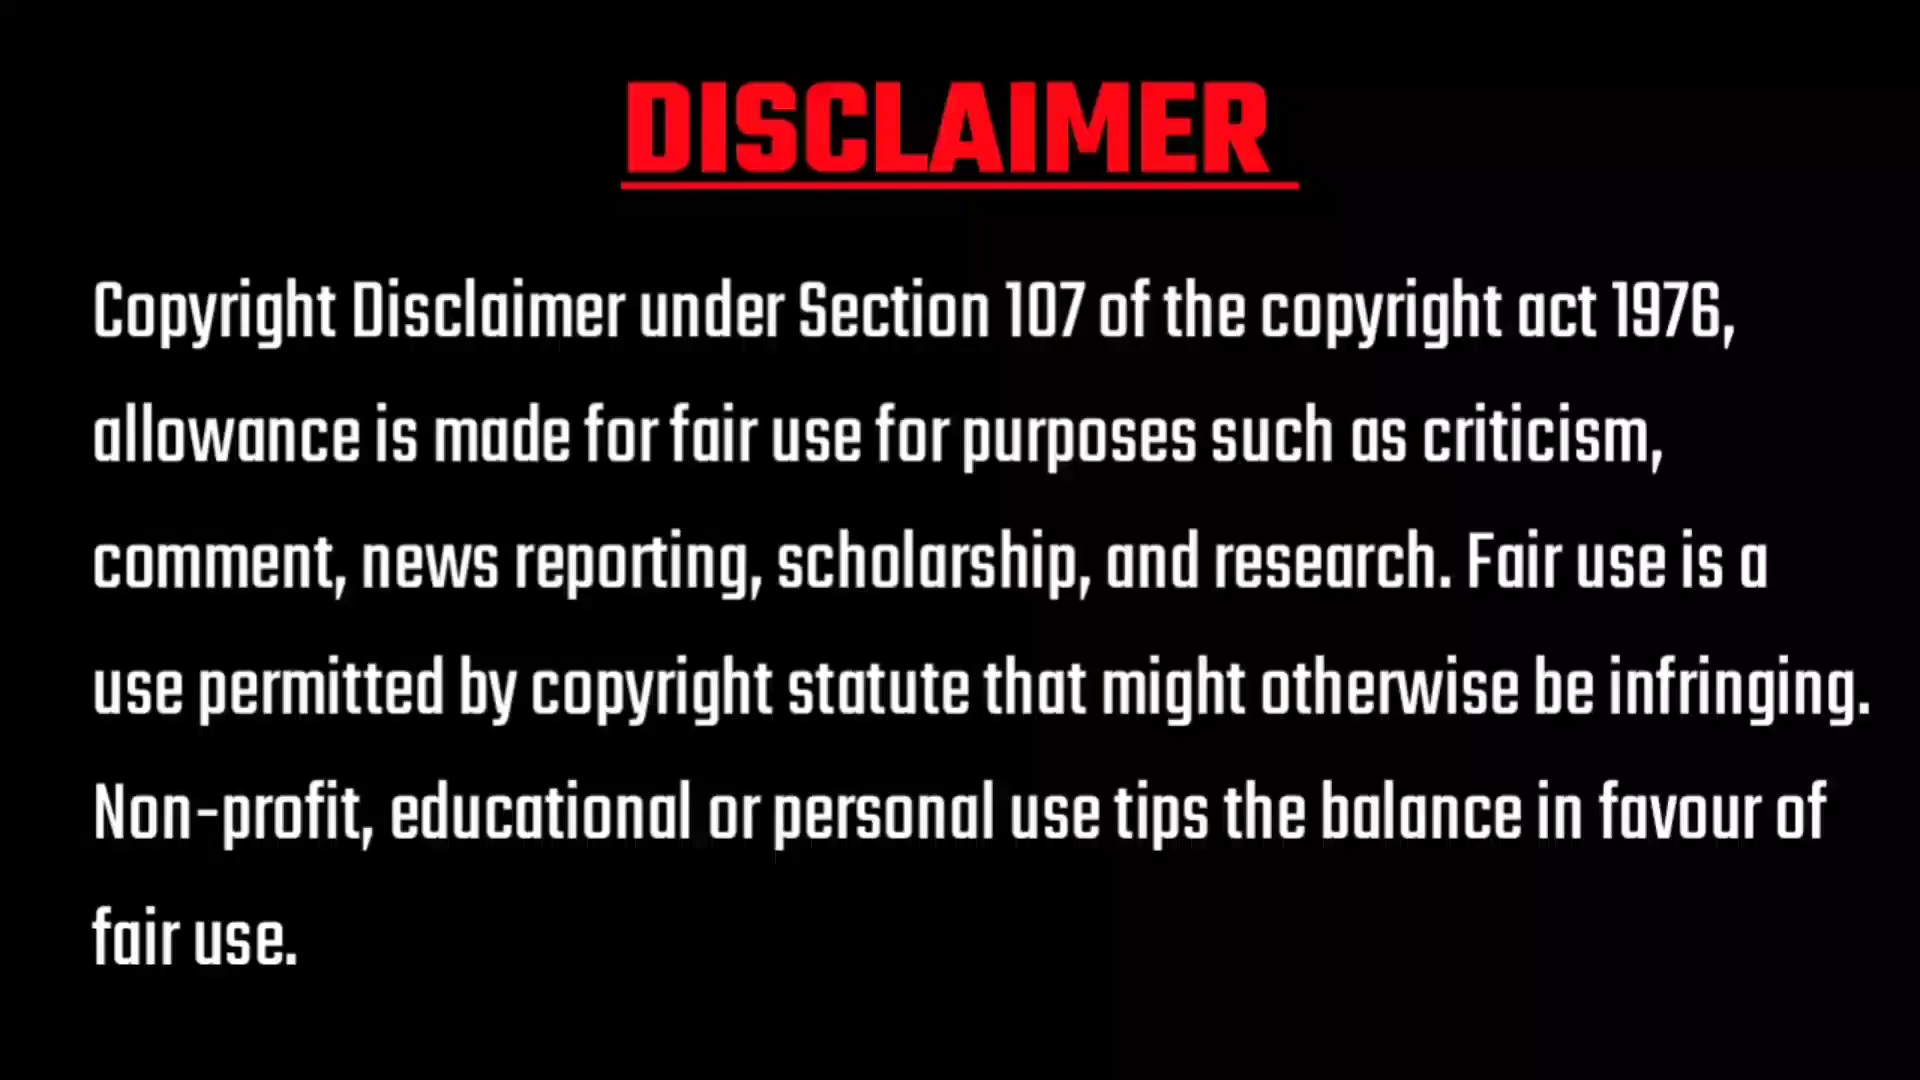 DISCLAIMER
Copyright Disclaimer under Section 107 of the copyright act 1976,
allowance is made for fair use for purposes such as criticism,
comment, news reporting, scholarship, and research. Fair use is a
use permitted by copyright statute that might otherwise be infringing.
Non-profit, educational or personal use tips the balance in favour of
fair use.